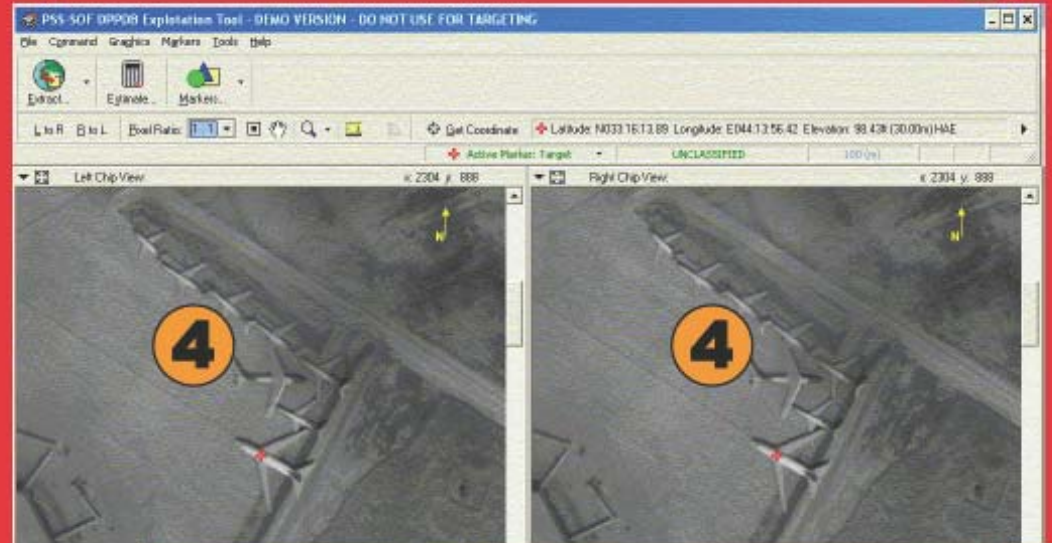 PSS-SOF DPPDB Exploitation Tool - DEMO VERSION - DO NOT USE FOR TARGETING
File Command Graphics Markers Tools Help
Extract... Estimate... Markers...
L to R B to L Pixel Ratio: 1:1 Get Coordinate Latitude: N033:16:13.89 Longitude: E044:13:56.42 Elevation: 98.43ft (30.00m) HAE
Active Marker: Target UNCLASSIFIED 100 (m)
Left Chip View: x: 2304 y: 888 Right Chip View: x: 2304 y: 888
N N
4 4